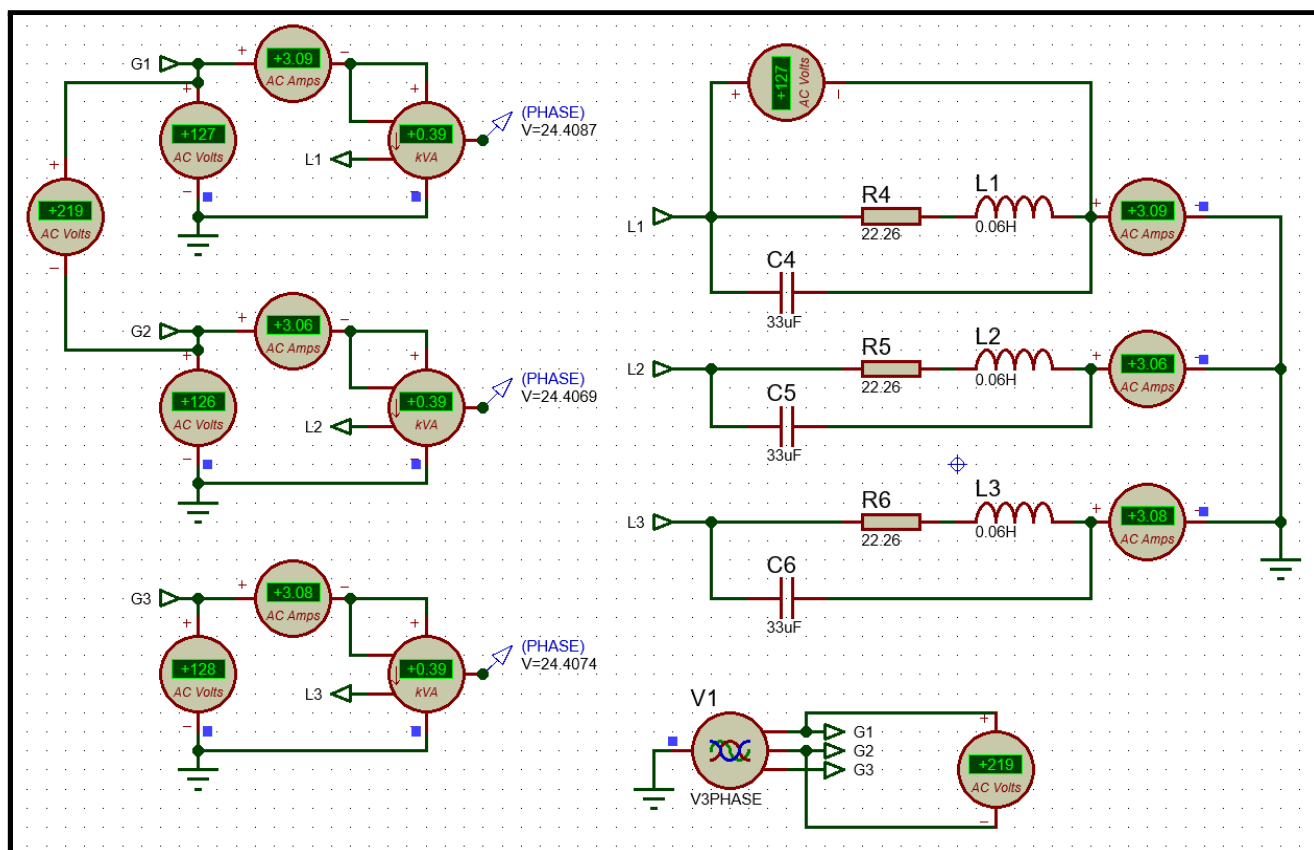 G1
+3.09
AC Amps
+127
AC Volts
+0.39
kVA
(PHASE)
V=24.4087
L1
+219
AC Volts
G2
+3.06
AC Amps
+126
AC Volts
+0.39
kVA
(PHASE)
V=24.4069
L2
G3
+3.08
AC Amps
+128
AC Volts
+0.39
kVA
(PHASE)
V=24.4074
L3
+127
AC Volts
L1
R4
22.26
L1
0.06H
+3.09
AC Amps
C4
33uF
L2
R5
22.26
L2
0.06H
+3.06
AC Amps
C5
33uF
L3
R6
22.26
L3
0.06H
+3.08
AC Amps
C6
33uF
V1
V3PHASE
G1
G2
G3
+219
AC Volts